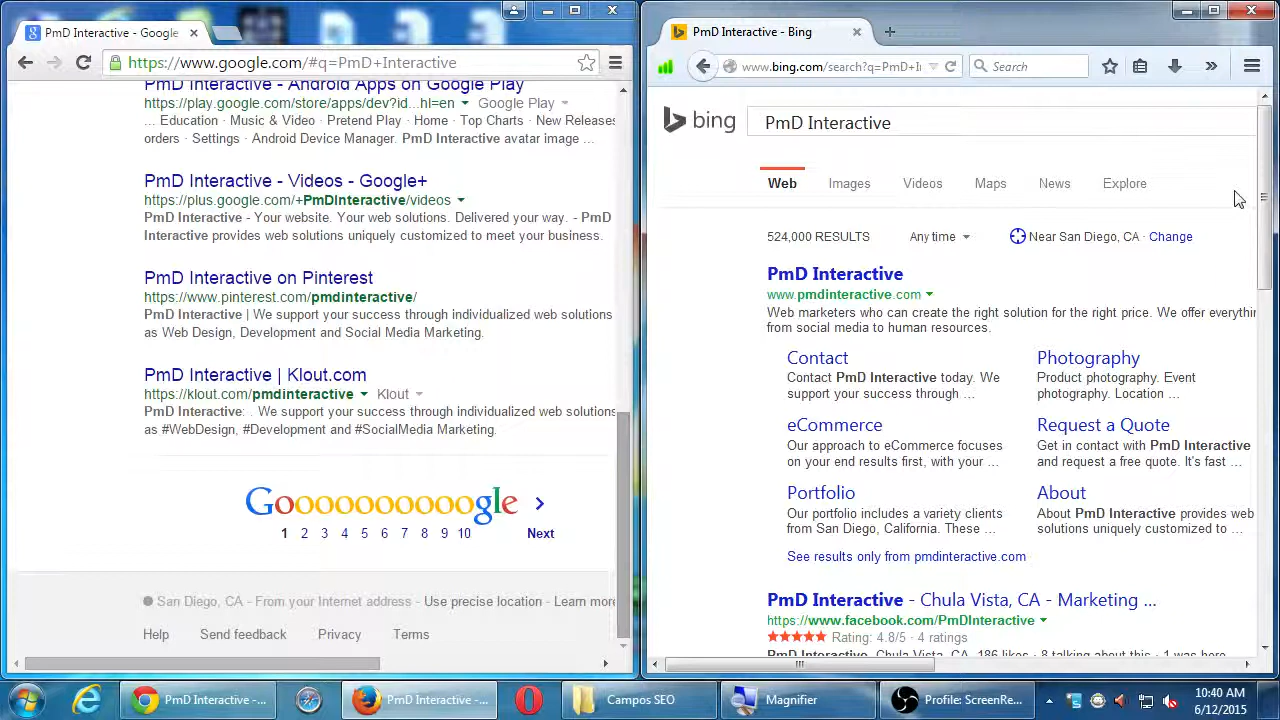 PmD Interactive - Google
https://www.google.com/#q=PmD+Interactive
PmD Interactive - Android Apps on Google Play
https://play.google.com/store/apps/dev?id...hl=en Google Play
... Education · Music & Video · Pretend Play · Home · Top Charts · New Releases
orders · Settings · Android Device Manager. PmD Interactive avatar image ...
PmD Interactive - Videos - Google+
https://plus.google.com/+PmDInteractive/videos
PmD Interactive - Your website. Your web solutions. Delivered your way. - PmD
Interactive provides web solutions uniquely customized to meet your business.
PmD Interactive on Pinterest
https://www.pinterest.com/pmdinteractive/
PmD Interactive | We support your success through individualized web solutions
as Web Design, Development and Social Media Marketing.
PmD Interactive | Klout.com
https://klout.com/pmdinteractive Klout
PmD Interactive: . We support your success through individualized web solutions
as #WebDesign, #Development and #SocialMedia Marketing.
Goooooooooogle >
1 2 3 4 5 6 7 8 9 10 Next
San Diego, CA - From your Internet address - Use precise location - Learn more
Help Send feedback Privacy Terms
PmD Interactive - Bing
www.bing.com/search?q=PmD+I
Search
bing
PmD Interactive
Web Images Videos Maps News Explore
524,000 RESULTS Any time Near San Diego, CA · Change
PmD Interactive
www.pmdinteractive.com
Web marketers who can create the right solution for the right price. We offer everythin
from social media to human resources.
Contact
Contact PmD Interactive today. We
support your success through ...
Photography
Product photography. Event
photography. Location ...
eCommerce
Our approach to eCommerce focuses
on your end results first, with your ...
Request a Quote
Get in contact with PmD Interactive
and request a free quote. It's fast ...
Portfolio
Our portfolio includes a variety clients
from San Diego, California. These ...
About
About PmD Interactive provides web
solutions uniquely customized to ...
See results only from pmdinteractive.com
PmD Interactive - Chula Vista, CA - Marketing ...
https://www.facebook.com/PmDInteractive
Rating: 4.8/5 · 4 ratings
PmD Interactive, Chula Vista, CA. 186 likes · 8 talking about this · 1 was here
PmD Interactive -...
PmD Interactive -...
Campos SEO
Magnifier
Profile: ScreenRe...
10:40 AM
6/12/2015